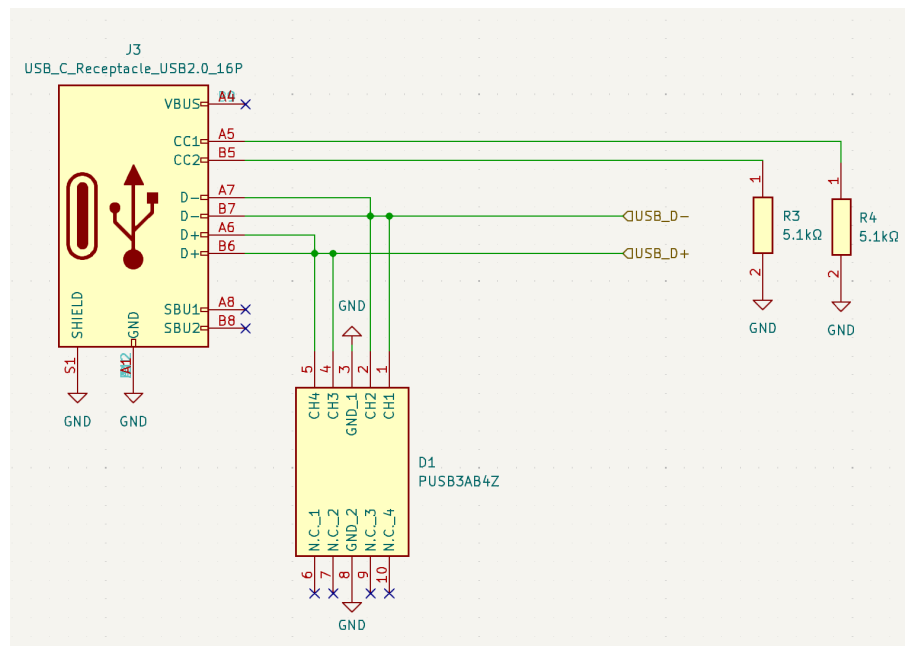 J3
USB_C_Receptacle_USB2.0_16P
VBUS
A4
CC1
A5
CC2
B5
D-
A7
D-
B7
D+
A6
D+
B6
SBU1
A8
SBU2
B8
SHIELD
GND
S1
A1
GND
GND
USB_D-
USB_D+
1
R3
5.1kΩ
2
GND
1
R4
5.1kΩ
2
GND
GND
5
4
3
2
1
CH4
CH3
GND_1
CH2
CH1
D1
PUSB3AB4Z
N.C._1
N.C._2
GND_2
N.C._3
N.C._4
6
7
8
9
10
GND